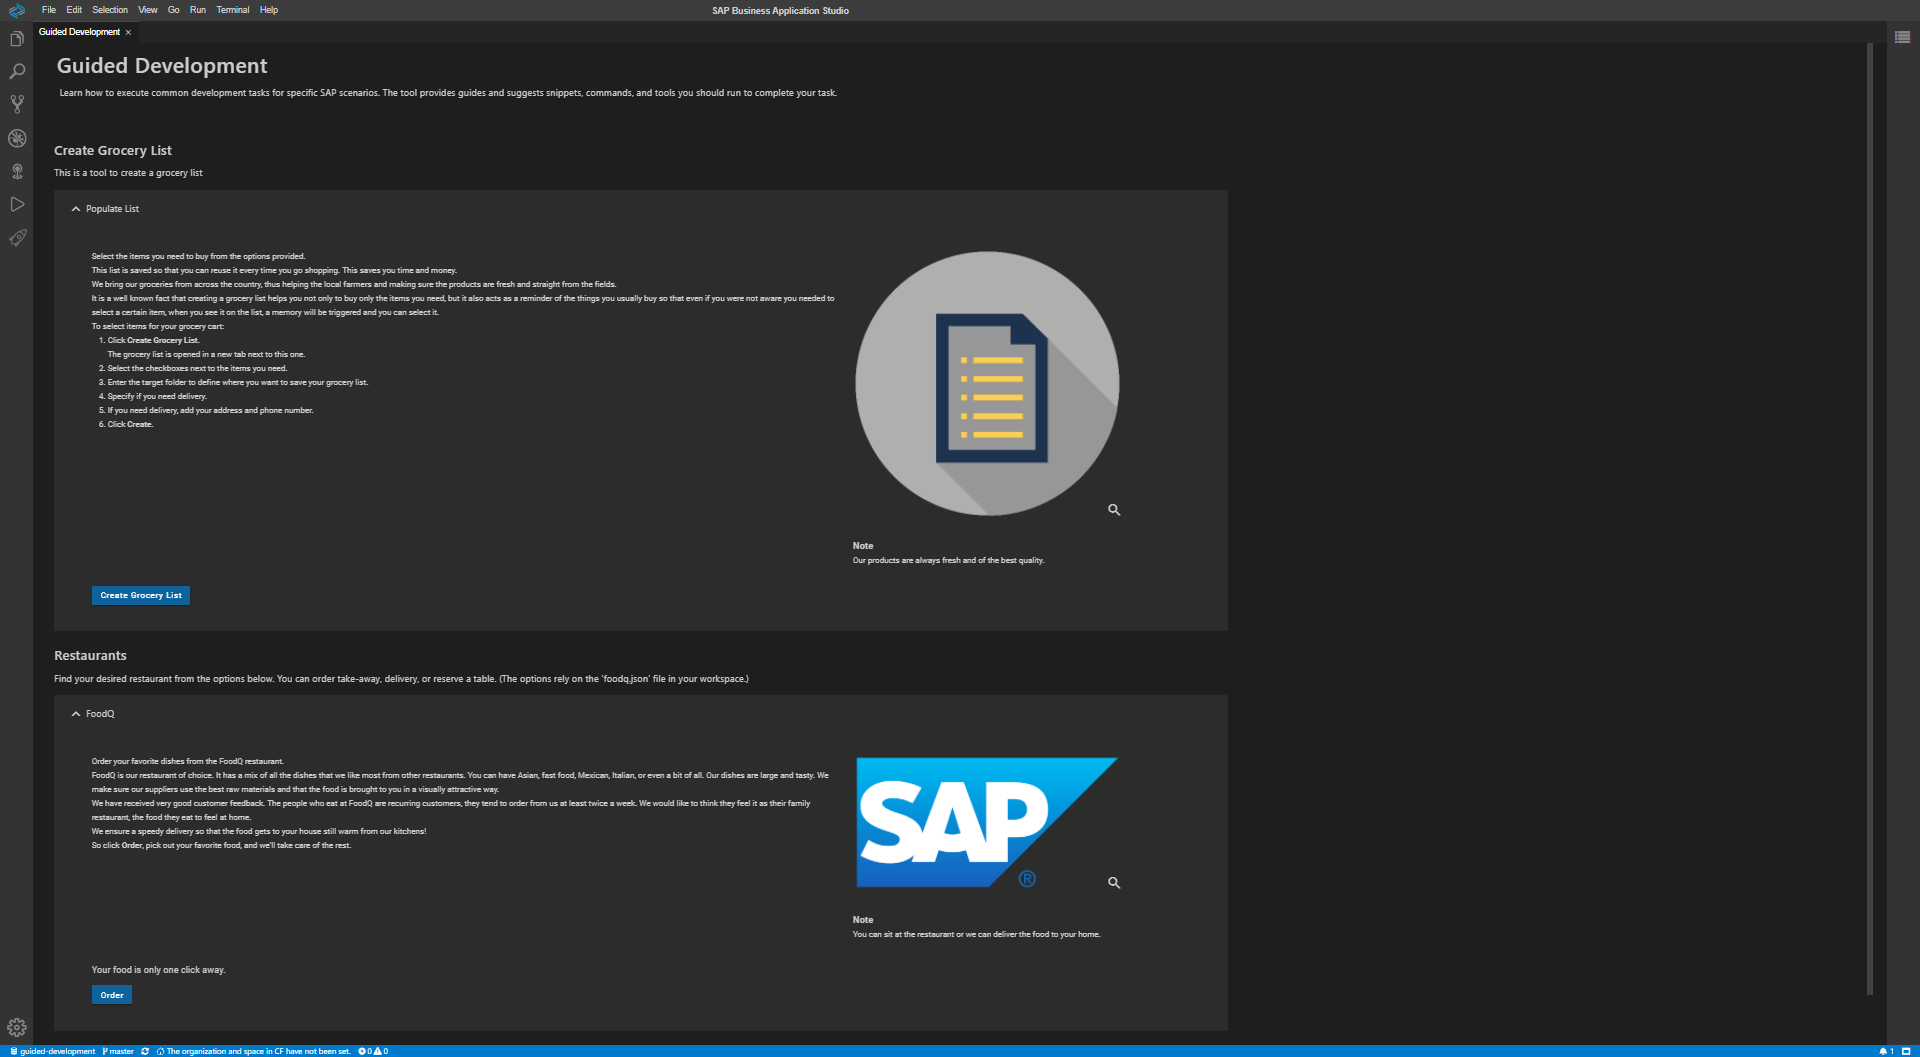 File Edit Selection View Go Run Terminal Help
SAP Business Application Studio
Guided Development ×
Guided Development
Learn how to execute common development tasks for specific SAP scenarios. The tool provides guides and suggests snippets, commands, and tools you should run to complete your task.
Create Grocery List
This is a tool to create a grocery list
Populate List
Select the items you need to buy from the options provided.
This list is saved so that you can reuse it every time you go shopping. This saves you time and money.
We bring our groceries from across the country, thus helping the local farmers and making sure the products are fresh and straight from the fields.
It is a well known fact that creating a grocery list helps you not only to buy only the items you need, but it also acts as a reminder of the things you usually buy so that even if you were not aware you needed to
select a certain item, when you see it on the list, a memory will be triggered and you can select it.
To select items for your grocery cart:
1. Click Create Grocery List.
The grocery list is opened in a new tab next to this one.
2. Select the checkboxes next to the items you need.
3. Enter the target folder to define where you want to save your grocery list.
4. Specify if you need delivery.
5. If you need delivery, add your address and phone number.
6. Click Create.
Note
Our products are always fresh and of the best quality.
Create Grocery List
Restaurants
Find your desired restaurant from the options below. You can order take-away, delivery, or reserve a table. (The options rely on the 'foodq.json' file in your workspace.)
FoodQ
Order your favorite dishes from the FoodQ restaurant.
FoodQ is our restaurant of choice. It has a mix of all the dishes that we like most from other restaurants. You can have Asian, fast food, Mexican, Italian, or even a bit of all. Our dishes are large and tasty. We
make sure our suppliers use the best raw materials and that the food is brought to you in a visually attractive way.
We have received very good customer feedback. The people who eat at FoodQ are recurring customers, they tend to order from us at least twice a week. We would like to think they feel it as their family
restaurant, the food they eat to feel at home.
We ensure a speedy delivery so that the food gets to your house still warm from our kitchens!
So click Order, pick out your favorite food, and we'll take care of the rest.
SAP ®
Note
You can sit at the restaurant or we can deliver the food to your home.
Your food is only one click away.
Order
guided-development master The organization and space in CF have not been set. 0 0 1